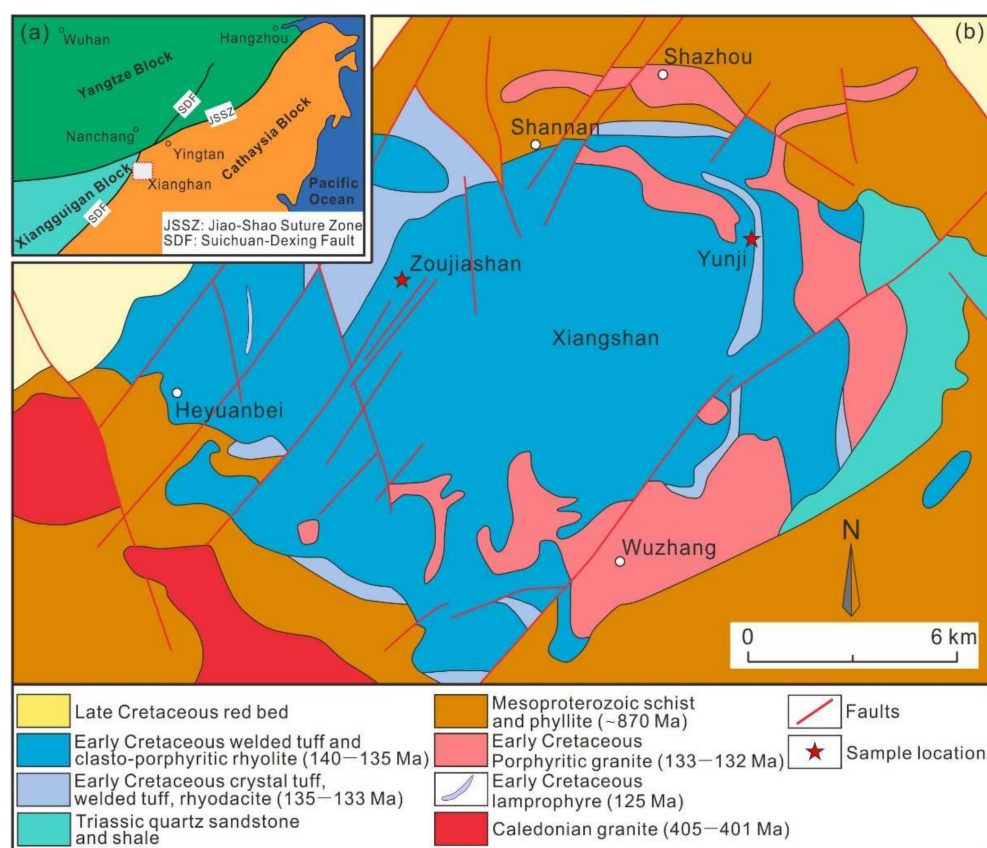 (a)
Wuhan
Hangzhou
Yangtze Block
SDF
JSSZ
Nanchang
Yingtan
Cathaysia Block
Xiangguigan Block
Xianghan
SDF
Pacific
Ocean
JSSZ: Jiao-Shao Suture Zone
SDF: Suichuan-Dexing Fault
(b)
Shazhou
Shannan
Zoujiashan
Yunji
Xiangshan
Heyuanbei
Wuzhang
N
0 6 km
Late Cretaceous red bed
Early Cretaceous welded tuff and
clasto-porphyritic rhyolite (140−135 Ma)
Early Cretaceous crystal tuff,
welded tuff, rhyodacite (135−133 Ma)
Triassic quartz sandstone
and shale
Mesoproterozoic schist
and phyllite (~870 Ma)
Early Cretaceous
Porphyritic granite (133−132 Ma)
Early Cretaceous
lamprophyre (125 Ma)
Caledonian granite (405−401 Ma)
Faults
Sample location